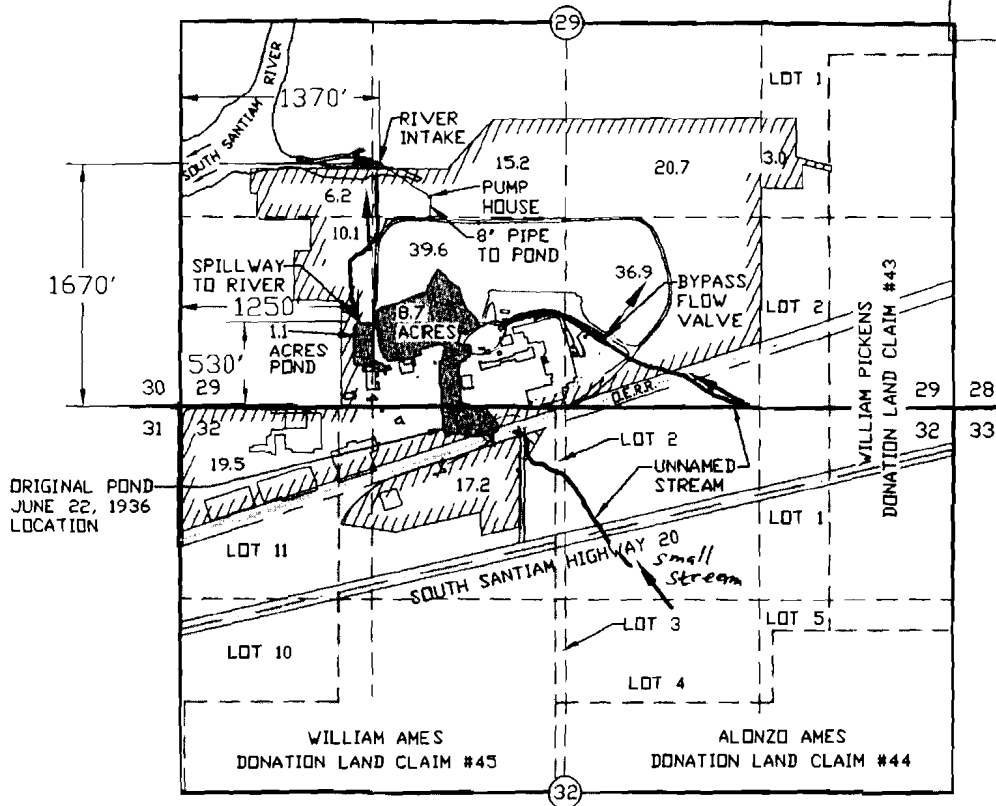 29
LOT 1
SOUTH SANTIAM RIVER
1370'
RIVER
INTAKE
15.2
20.7
3.0
6.2
PUMP
HOUSE
10.1
8" PIPE
TO POND
39.6
SPILLWAY
TO RIVER
36.9
BYPASS
FLOW
VALVE
1670'
1250'
LOT 2
8.7
ACRES
1.1
ACRES
POND
530'
O.E.R.R.
WILLIAM PICKENS
DONATION LAND CLAIM #43
30 29
29 28
31 32
32 33
LOT 2
19.5
UNNAMED
STREAM
ORIGINAL POND
JUNE 22, 1936
LOCATION
17.2
LOT 1
LOT 11
SOUTH SANTIAM HIGHWAY 20
small
stream
LOT 5
LOT 3
LOT 10
LOT 4
WILLIAM AMES
DONATION LAND CLAIM #45
ALONZO AMES
DONATION LAND CLAIM #44
32